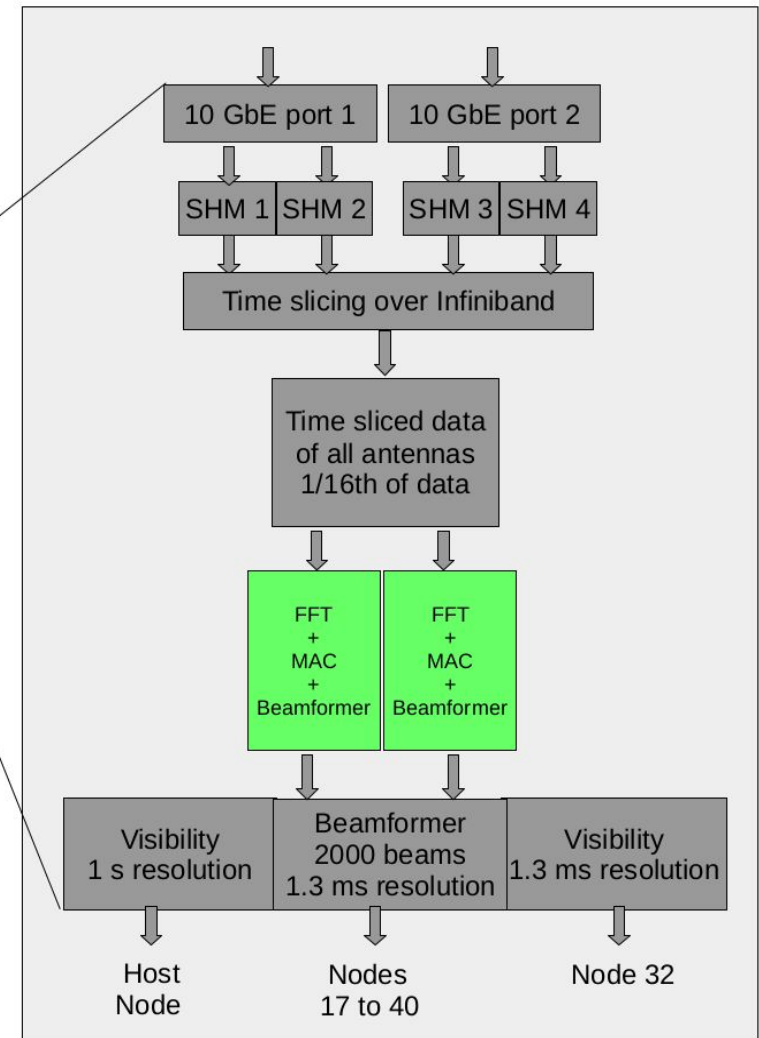 10 GbE port 1
10 GbE port 2
SHM 1
SHM 2
SHM 3
SHM 4
Time slicing over Infiniband
Time sliced data
of all antennas
1/16th of data
FFT
+
MAC
+
Beamformer
FFT
+
MAC
+
Beamformer
Visibility
1 s resolution
Beamformer
2000 beams
1.3 ms resolution
Visibility
1.3 ms resolution
Host
Node
Nodes
17 to 40
Node 32